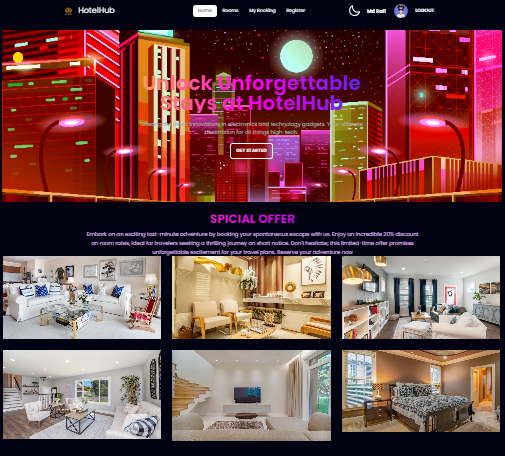 HotelHub
Home Rooms My Booking Register
Md Rafi LOGOUT
Unlock Unforgettable
Stays at HotelHub
innovations in electronics and technology gadgets.
destination for all things high-tech.
GET STARTED
SPICIAL OFFER
Embark on an exciting last-minute adventure by booking your spontaneous escape with us. Enjoy an incredible 20% discount
on room rates, ideal for travelers seeking a thrilling journey on short notice. Don't hesitate; this limited-time offer promises
unforgettable excitement for your travel plans. Reserve your adventure now